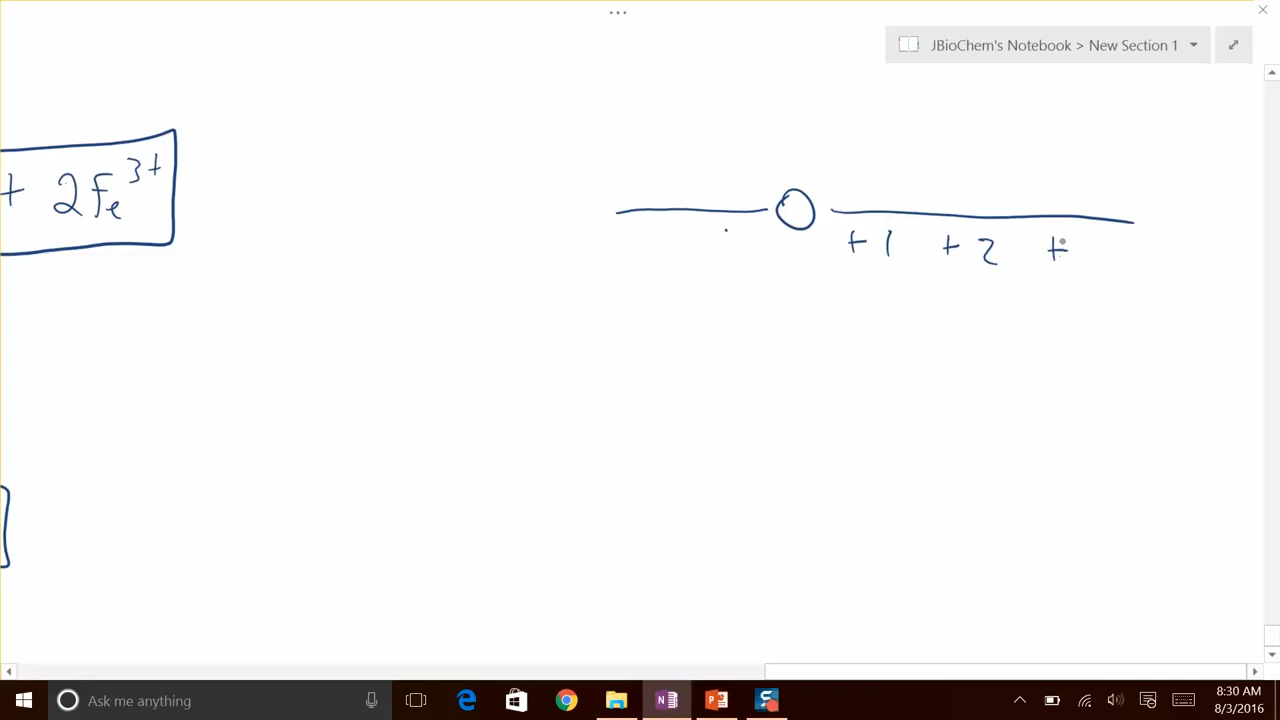 JBioChem's Notebook > New Section 1
+ 2Fe³⁺
0
+1 +2 +
Ask me anything
8:30 AM
8/3/2016